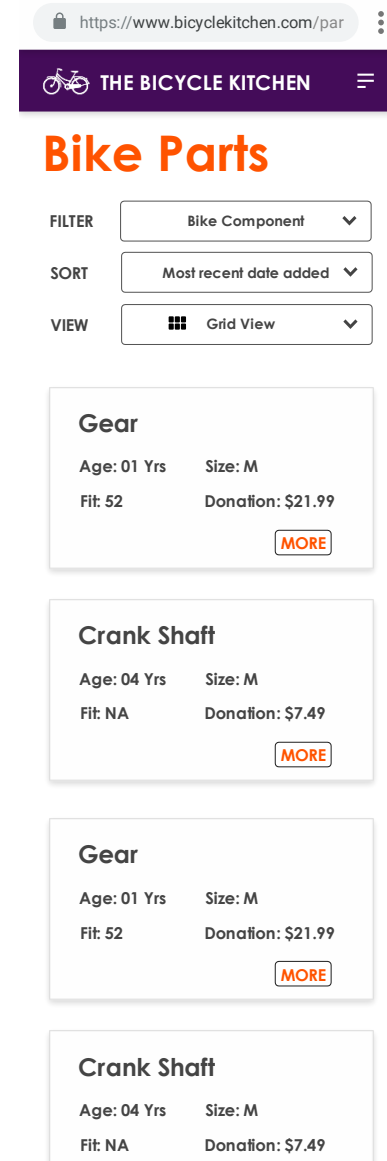 https://www.bicyclekitchen.com/par
THE BICYCLE KITCHEN
Bike Parts
FILTER Bike Component
SORT Most recent date added
VIEW Grid View
Gear
Age: 01 Yrs Size: M
Fit: 52 Donation: $21.99
MORE
Crank Shaft
Age: 04 Yrs Size: M
Fit: NA Donation: $7.49
MORE
Gear
Age: 01 Yrs Size: M
Fit: 52 Donation: $21.99
MORE
Crank Shaft
Age: 04 Yrs Size: M
Fit: NA Donation: $7.49